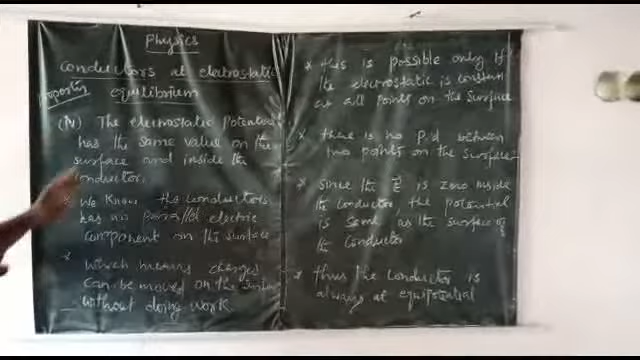 Physics
Conductors at electrostatic
Properties
equilibrium
(iv) The electrostatic Potential
has the same value on the
surface and inside the
conductor.
* We know the conductors
has no parallel electric
component on the surface
* which means charges
can be moved on the surface
without doing work
* this is possible only if
the electrostatic is constant
at all points on the surface
* there is no P.d between
two points on the surface
* since the E⃗ is zero inside
the conductor, the potential
is same as the surface of
the conductor
* thus the conductor is
always at equipotential